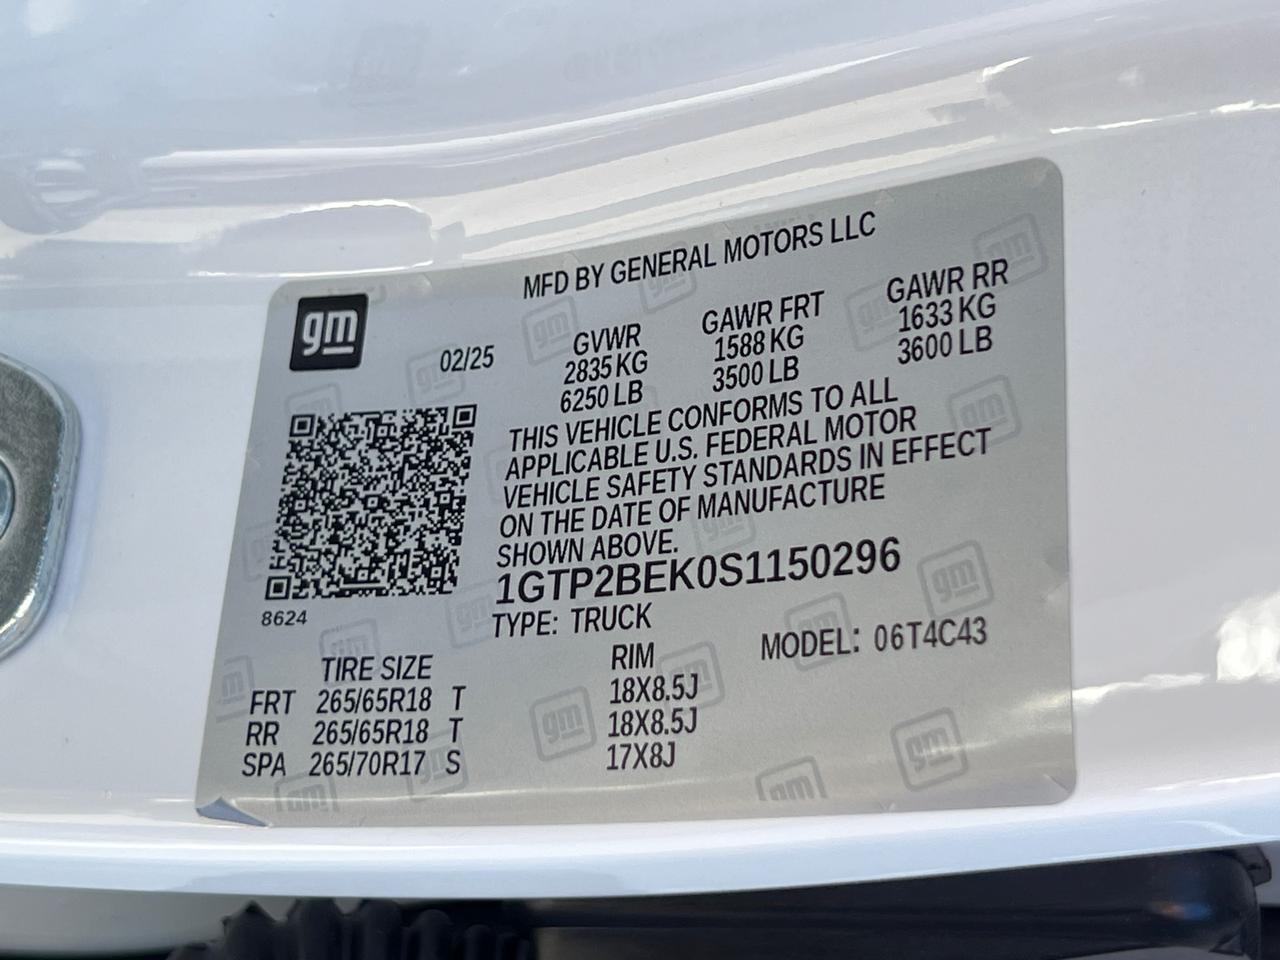 MFD BY GENERAL MOTORS LLC
gm
02/25
GVWR GAWR FRT GAWR RR
2835 KG 1588 KG 1633 KG
6250 LB 3500 LB 3600 LB
THIS VEHICLE CONFORMS TO ALL
APPLICABLE U.S. FEDERAL MOTOR
VEHICLE SAFETY STANDARDS IN EFFECT
ON THE DATE OF MANUFACTURE
SHOWN ABOVE.
1GTP2BEK0S1150296
8624
TYPE: TRUCK MODEL: 06T4C43
TIRE SIZE RIM
FRT 265/65R18 T 18X8.5J
RR 265/65R18 T 18X8.5J
SPA 265/70R17 S 17X8J